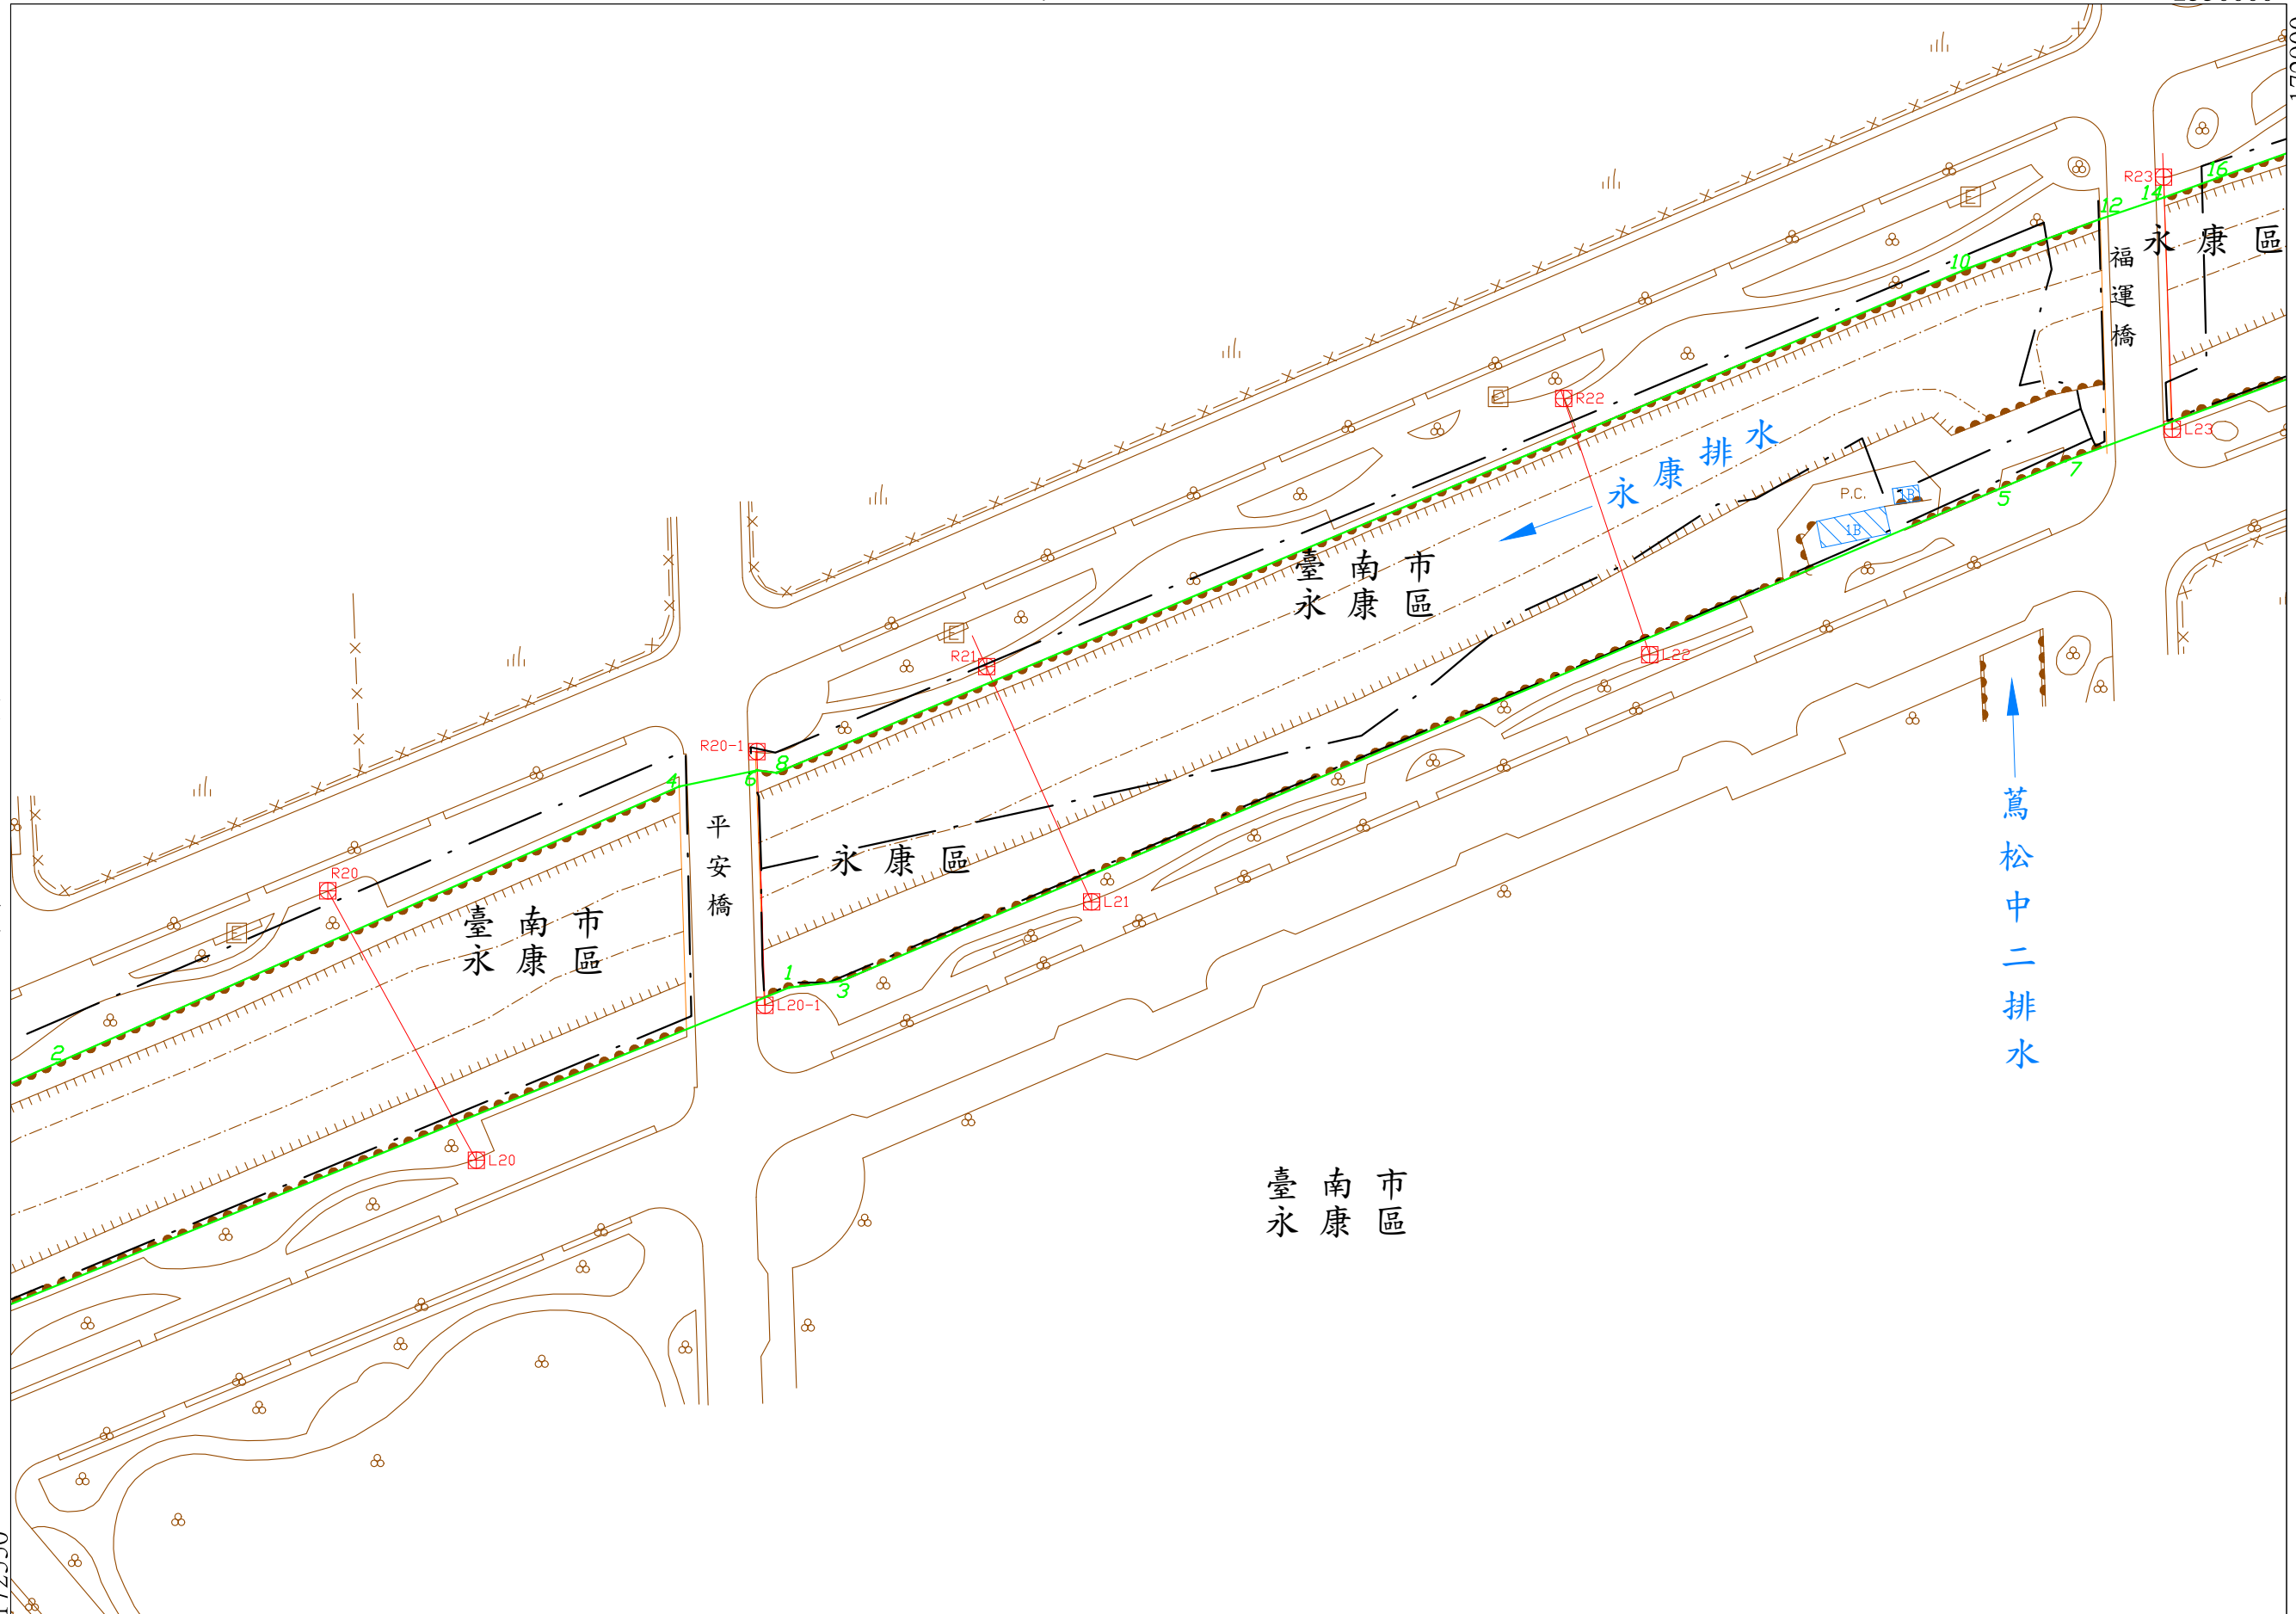 R23
14
16
12
永康區
福運橋
E
10
E
R22
永康排水
L23
7
5
P.C.
1B
1B
臺南市
永康區
E
R21
L22
R20-1
8
6
4
平安橋
永康區
蔦松中二排水
R20
L21
E
臺南市
永康區
1
3
L20-1
2
L20
臺南市
永康區